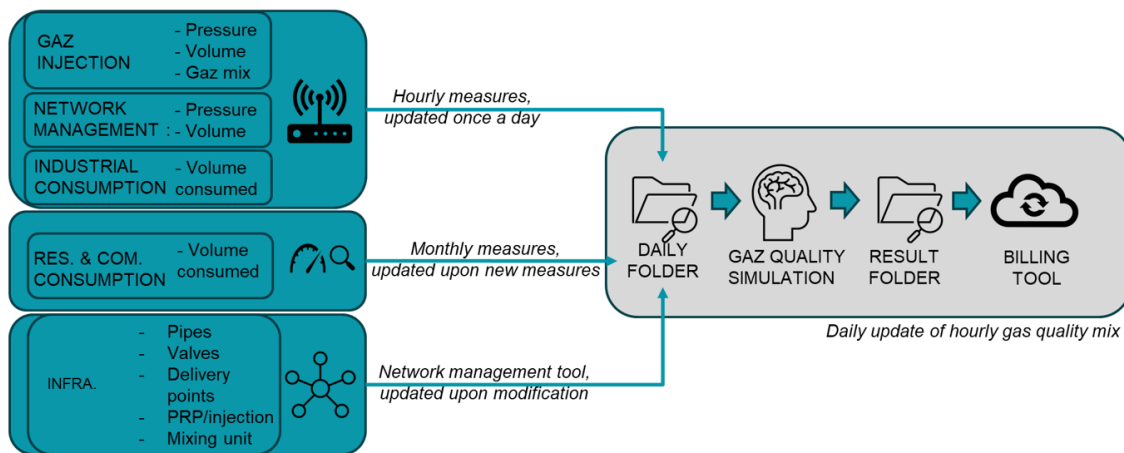 GAZ
INJECTION
- Pressure
- Volume
- Gaz mix
NETWORK
MANAGEMENT :
- Pressure
- Volume
INDUSTRIAL
CONSUMPTION
- Volume
consumed
Hourly measures,
updated once a day
RES. & COM.
CONSUMPTION
- Volume
consumed
Monthly measures,
updated upon new measures
INFRA.
- Pipes
- Valves
- Delivery
points
- PRP/injection
- Mixing unit
Network management tool,
updated upon modification
DAILY
FOLDER
GAZ QUALITY
SIMULATION
RESULT
FOLDER
BILLING
TOOL
Daily update of hourly gas quality mix